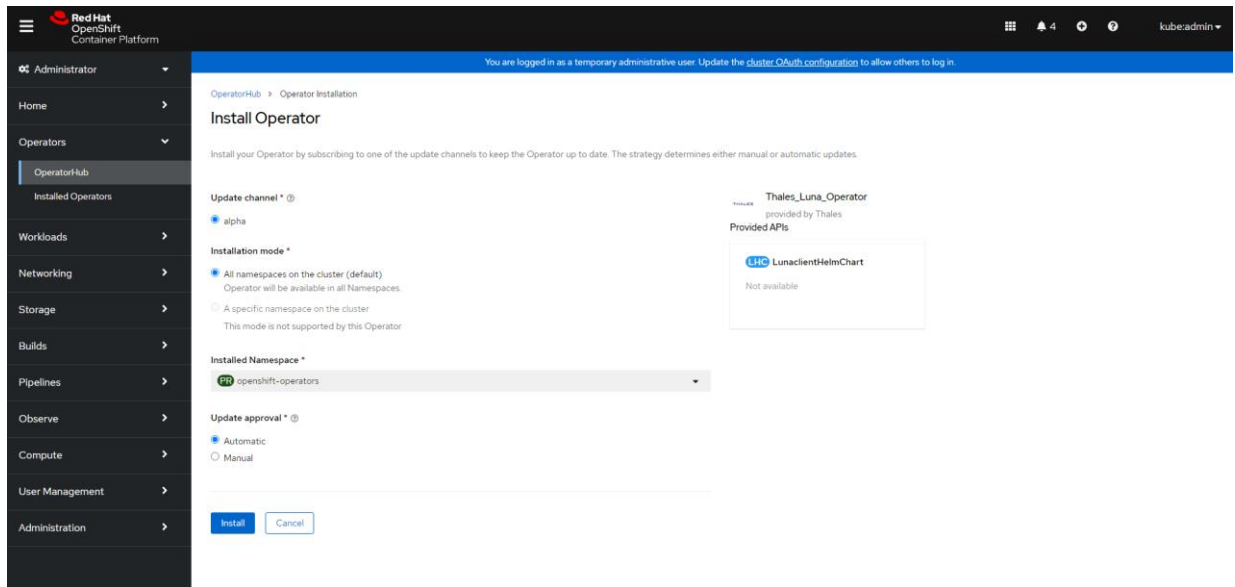 Red Hat
OpenShift
Container Platform
4
kube:admin
Administrator
You are logged in as a temporary administrative user. Update the cluster OAuth configuration to allow others to log in.
Home
Operators
OperatorHub
Installed Operators
Workloads
Networking
Storage
Builds
Pipelines
Observe
Compute
User Management
Administration
OperatorHub > Operator Installation
Install Operator
Install your Operator by subscribing to one of the update channels to keep the Operator up to date. The strategy determines either manual or automatic updates.
Update channel *
alpha
Installation mode *
All namespaces on the cluster (default)
Operator will be available in all Namespaces.
A specific namespace on the cluster
This mode is not supported by this Operator
Installed Namespace *
PR openshift-operators
Update approval *
Automatic
Manual
Install Cancel
THALES
Thales_Luna_Operator
provided by Thales
Provided APIs
LHC LunaclientHelmChart
Not available